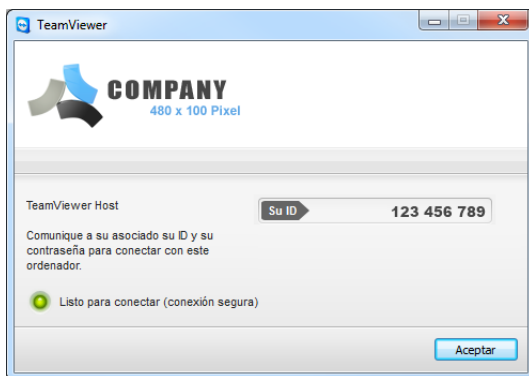 TeamViewer
COMPANY
480 x 100 Pixel
TeamViewer Host
Su ID
123 456 789
Comunique a su asociado su ID y su
contraseña para conectar con este
ordenador.
Listo para conectar (conexión segura)
Aceptar